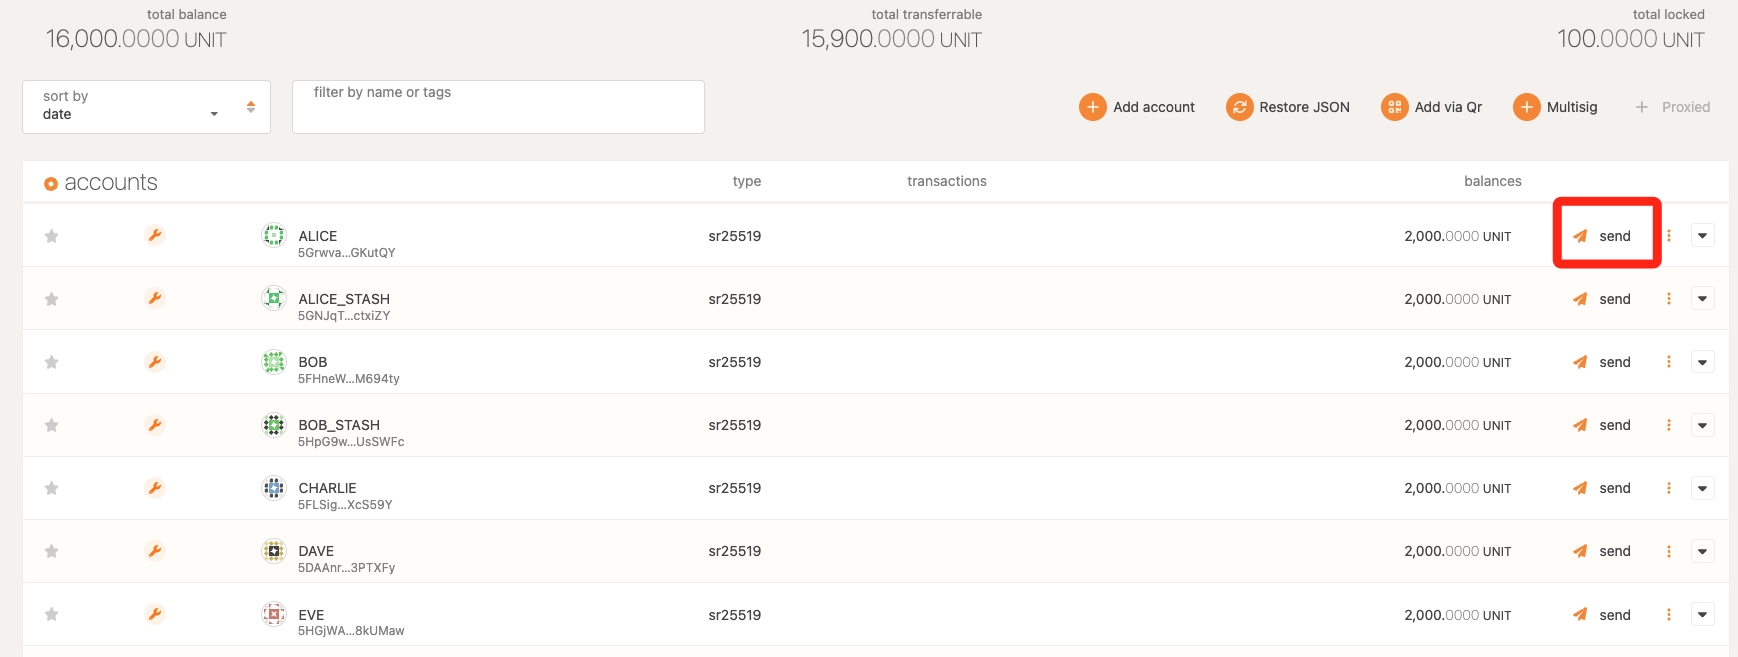 total balance
16,000.0000 UNIT
total transferrable
15,900.0000 UNIT
total locked
100.0000 UNIT
sort by
date
filter by name or tags
Add account
Restore JSON
Add via Qr
Multisig
Proxied
accounts type transactions balances
ALICE sr25519 2,000.0000 UNIT send
5Grwva...GKutQY
ALICE_STASH sr25519 2,000.0000 UNIT send
5GNJqT...ctxiZY
BOB sr25519 2,000.0000 UNIT send
5FHneW...M694ty
BOB_STASH sr25519 2,000.0000 UNIT send
5HpG9w...UsSWFc
CHARLIE sr25519 2,000.0000 UNIT send
5FLSig...XcS59Y
DAVE sr25519 2,000.0000 UNIT send
5DAAnr...3PTXFy
EVE sr25519 2,000.0000 UNIT send
5HGjWA...8kUMaw